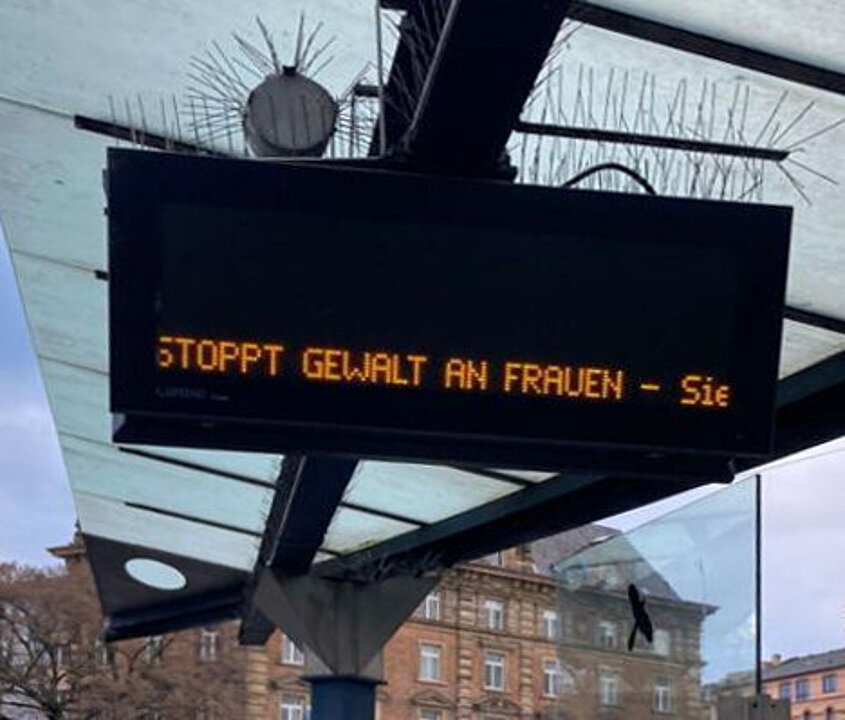 STOPPT GEWALT AN FRAUEN - Sie